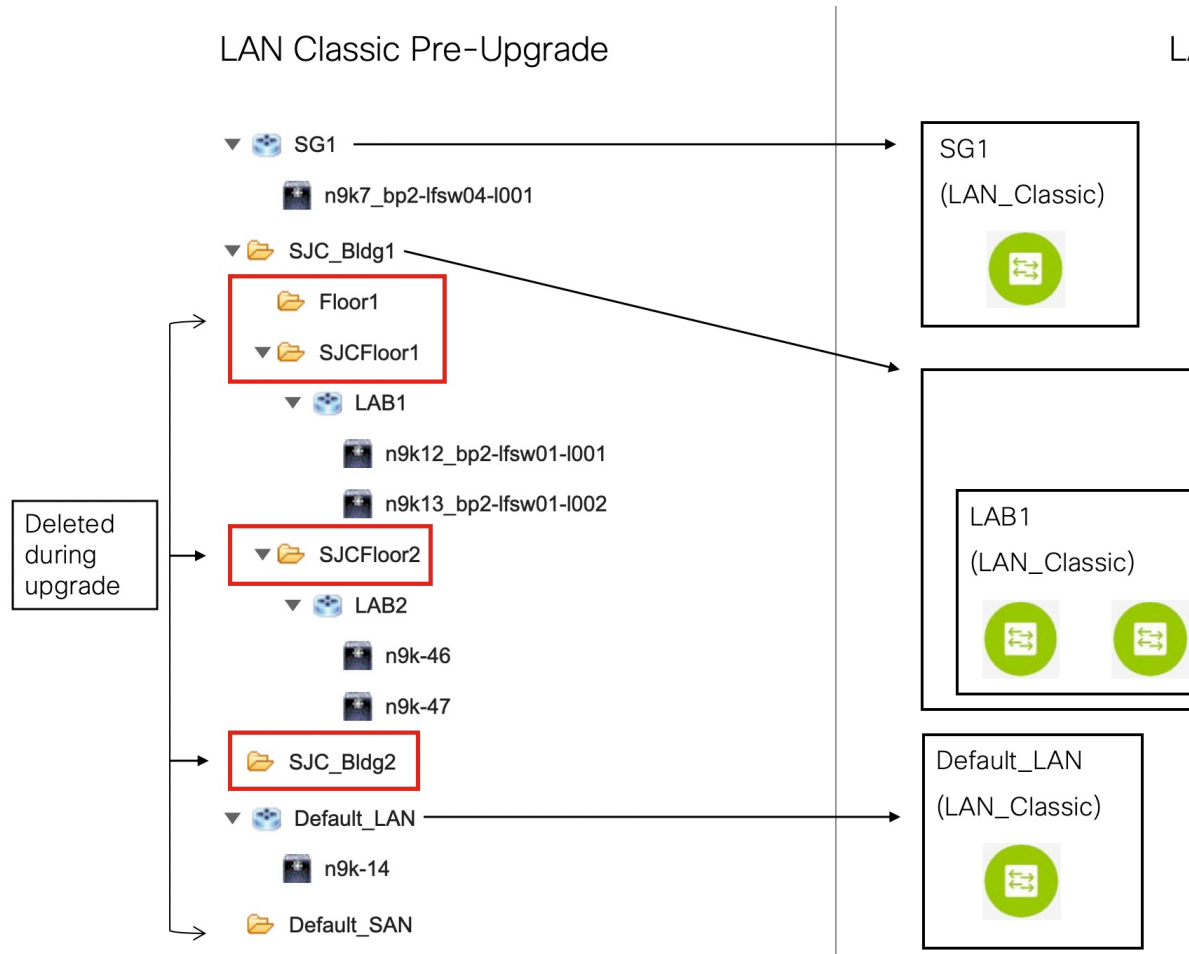 LAN Classic Pre-Upgrade
SG1
n9k7_bp2-lfsw04-l001
SJC_Bldg1
Floor1
SJCFloor1
LAB1
n9k12_bp2-lfsw01-l001
n9k13_bp2-lfsw01-l002
SJCFloor2
LAB2
n9k-46
n9k-47
SJC_Bldg2
Default_LAN
n9k-14
Default_SAN
Deleted
during
upgrade
SG1
(LAN_Classic)
LAB1
(LAN_Classic)
Default_LAN
(LAN_Classic)